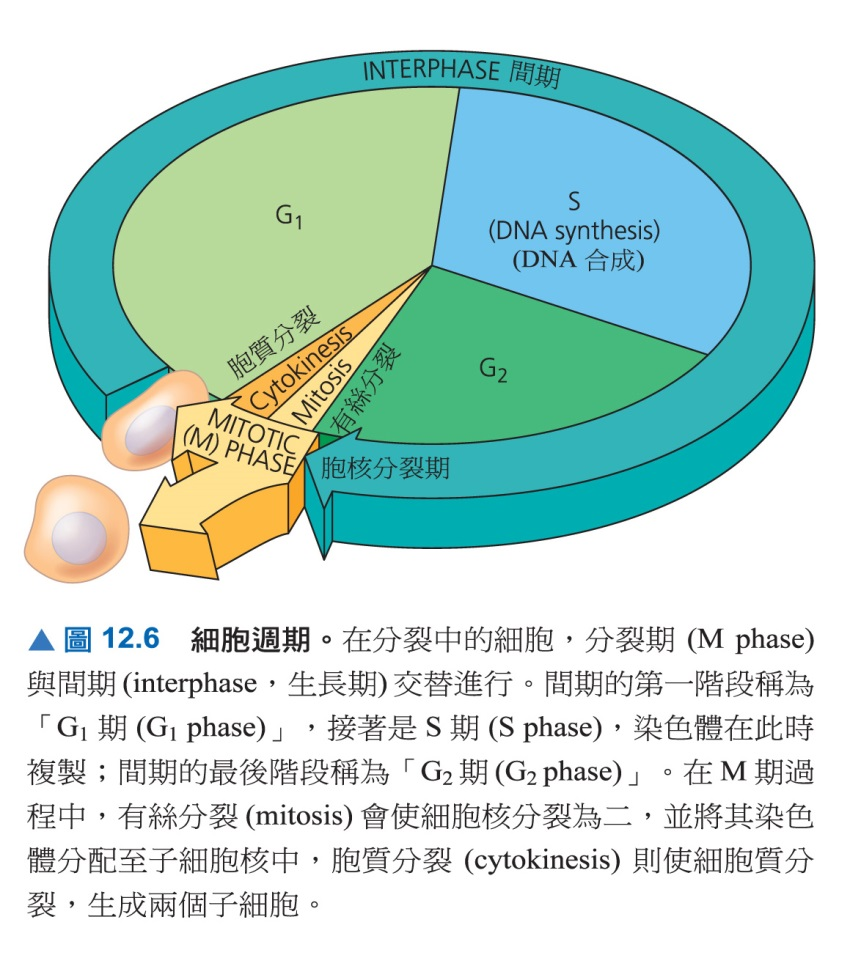 INTERPHASE 間期
G₁
S
(DNA synthesis)
(DNA 合成)
胞質分裂
Cytokinesis
Mitosis
有絲分裂
G₂
MITOTIC
(M) PHASE
胞核分裂期
▲ 圖 12.6 細胞週期。在分裂中的細胞，分裂期 (M phase)
與間期 (interphase，生長期) 交替進行。間期的第一階段稱為
「G₁ 期 (G₁ phase)」，接著是 S 期 (S phase)，染色體在此時
複製；間期的最後階段稱為「G₂ 期 (G₂ phase)」。在 M 期過
程中，有絲分裂 (mitosis) 會使細胞核分裂為二，並將其染色
體分配至子細胞核中，胞質分裂 (cytokinesis) 則使細胞質分
裂，生成兩個子細胞。